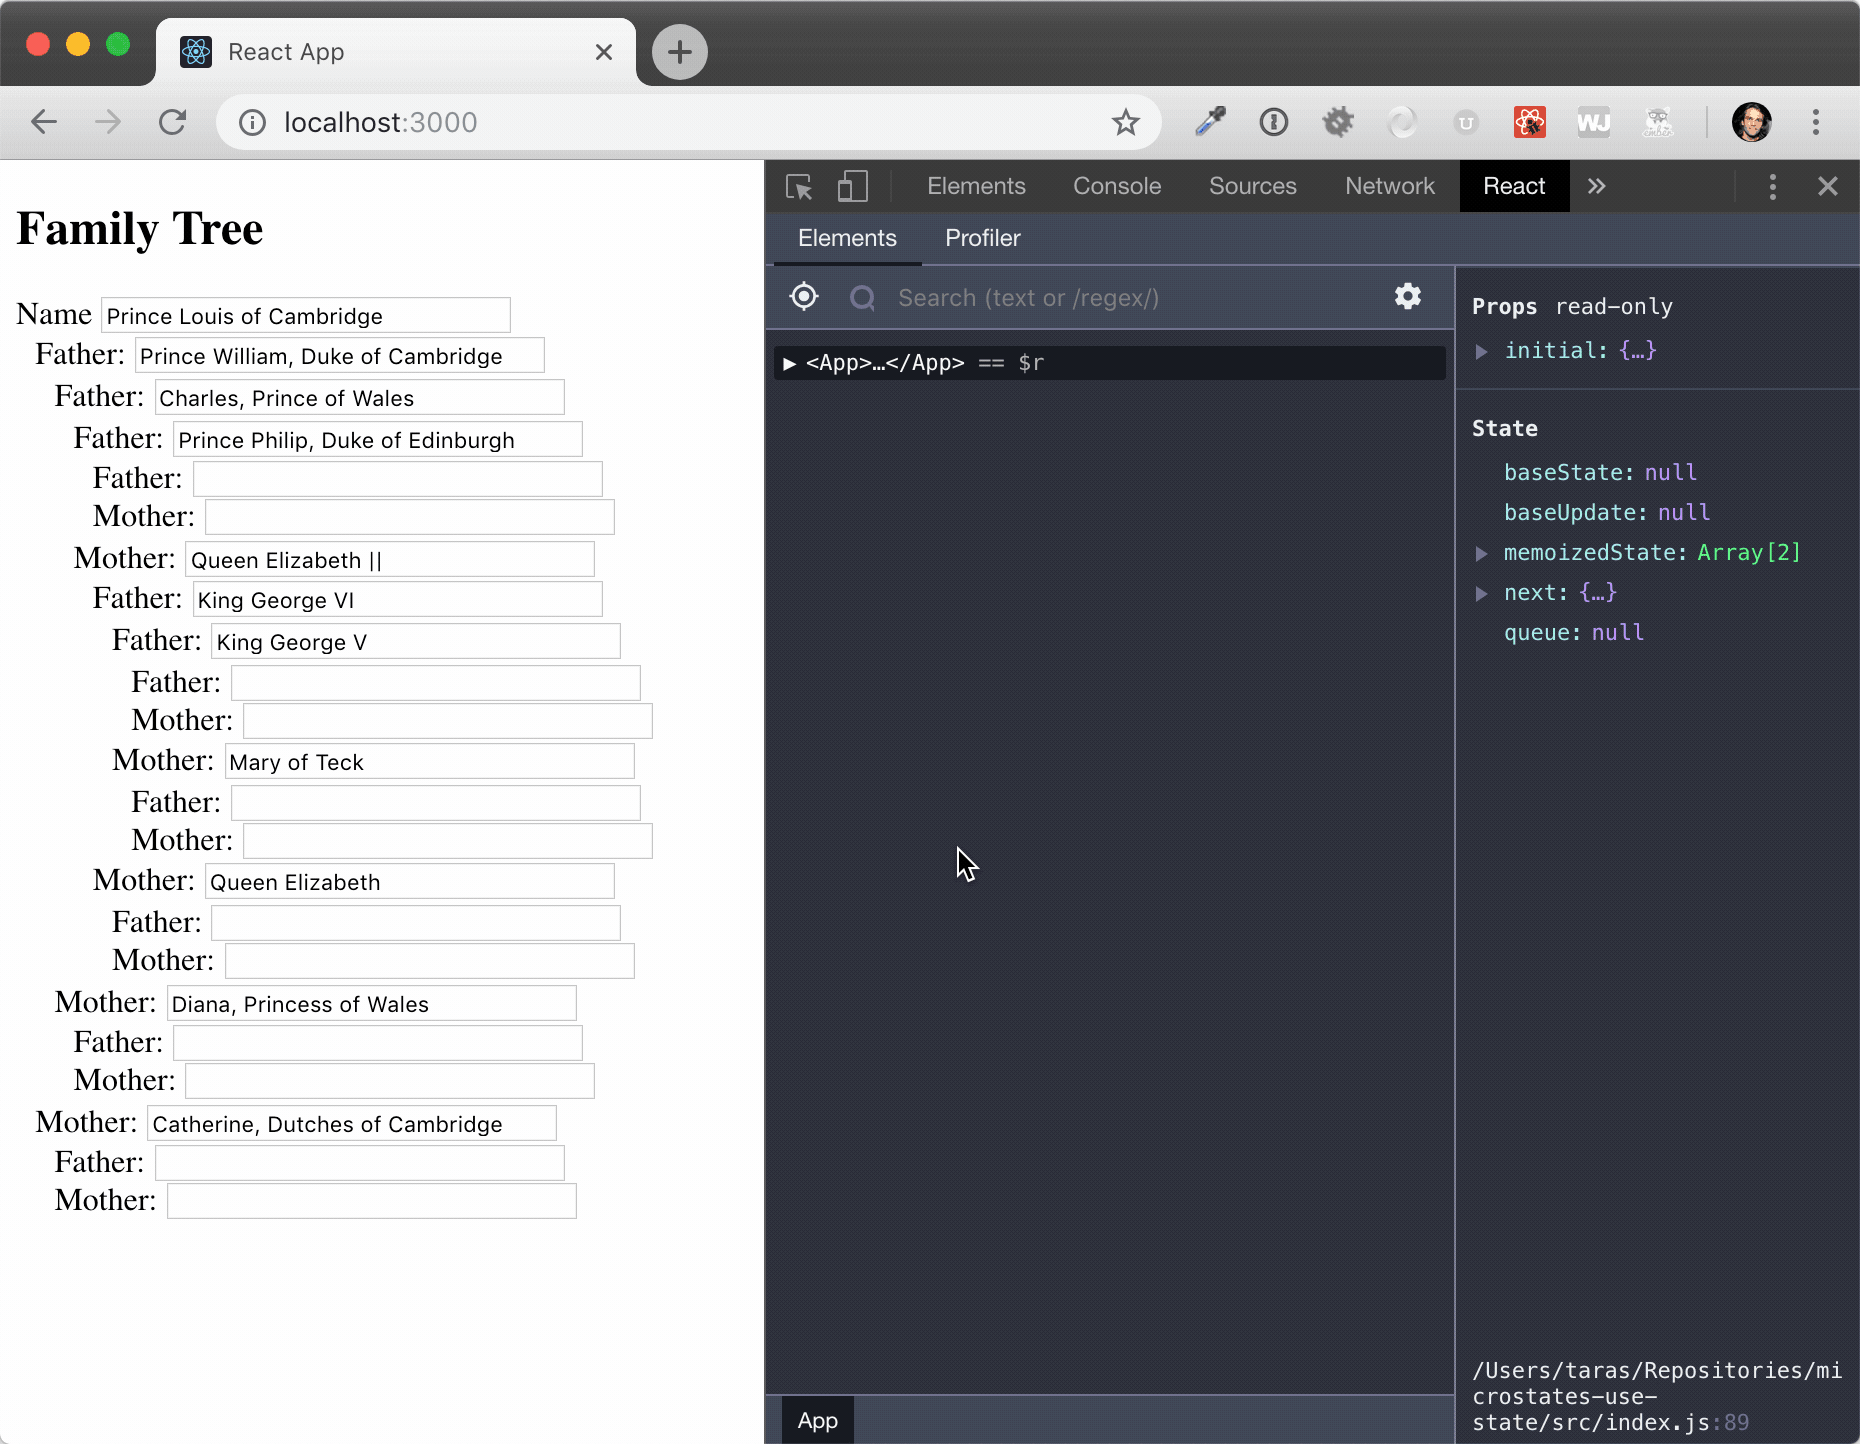 React App
localhost:3000
U
WJ
ember
Family Tree
Name Prince Louis of Cambridge
Father: Prince William, Duke of Cambridge
Father: Charles, Prince of Wales
Father: Prince Philip, Duke of Edinburgh
Father:
Mother:
Mother: Queen Elizabeth ||
Father: King George VI
Father: King George V
Father:
Mother:
Mother: Mary of Teck
Father:
Mother:
Mother: Queen Elizabeth
Father:
Mother:
Mother: Diana, Princess of Wales
Father:
Mother:
Mother: Catherine, Dutches of Cambridge
Father:
Mother:
Elements Console Sources Network React »
Elements Profiler
Search (text or /regex/)
▶ <App>…</App> == $r
App
Props read-only
▶ initial: {…}
State
baseState: null
baseUpdate: null
▶ memoizedState: Array[2]
▶ next: {…}
queue: null
/Users/taras/Repositories/mi
crostates-use-
state/src/index.js:89